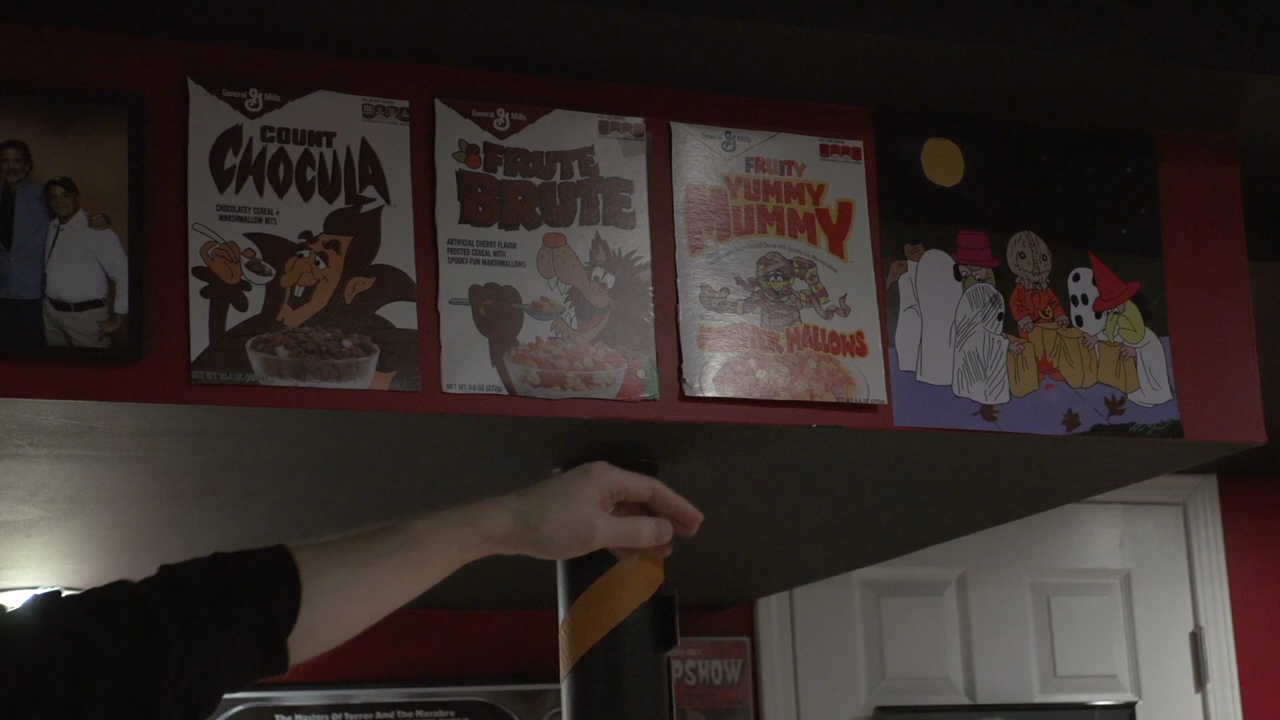 General Mills
COUNT
CHOCULA
CHOCOLATEY CEREAL +
MARSHMALLOW BITS
General Mills
FRUTE
BRUTE
ARTIFICIAL CHERRY FLAVOR
FROSTED CEREAL WITH
SPOOKY-FUN MARSHMALLOWS
NET WT 9.6 OZ (272g)
General Mills
FRUITY
YUMMY
MUMMY
MONSTER MALLOWS
PSHOW
The Masters Of Terror And The Macabre